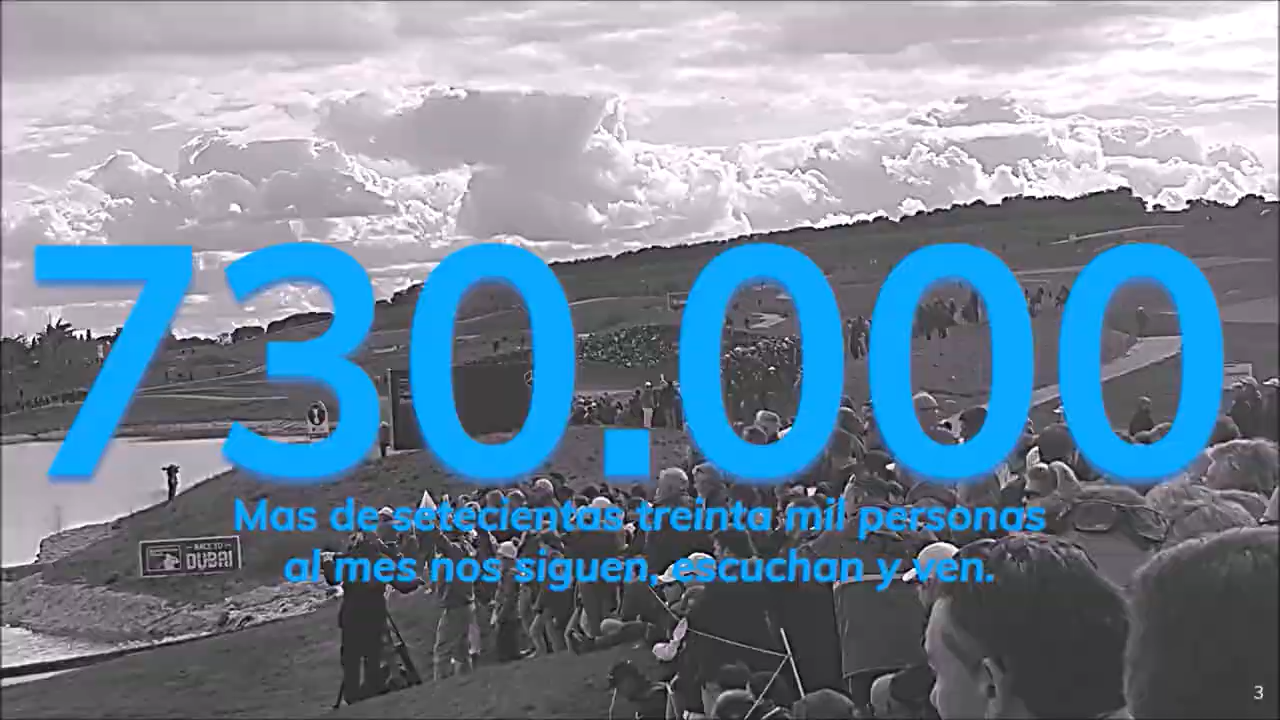 730.000
Mas de setecientas treinta mil personas
al mes nos siguen, escuchan y ven.
RACE TO
DUBAI
3